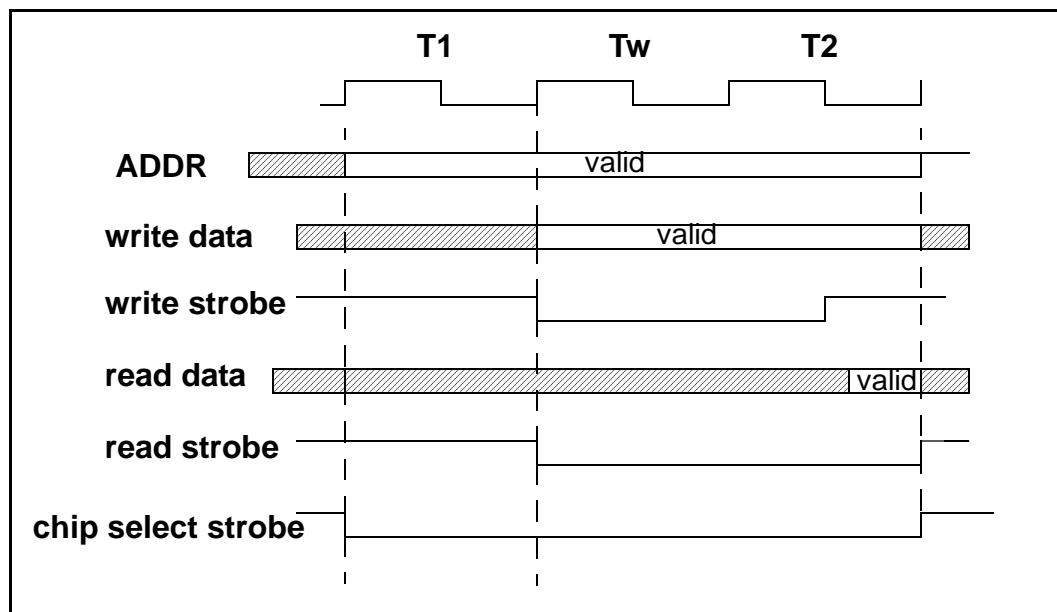 T1 Tw T2
ADDR valid
write data valid
write strobe
read data valid
read strobe
chip select strobe